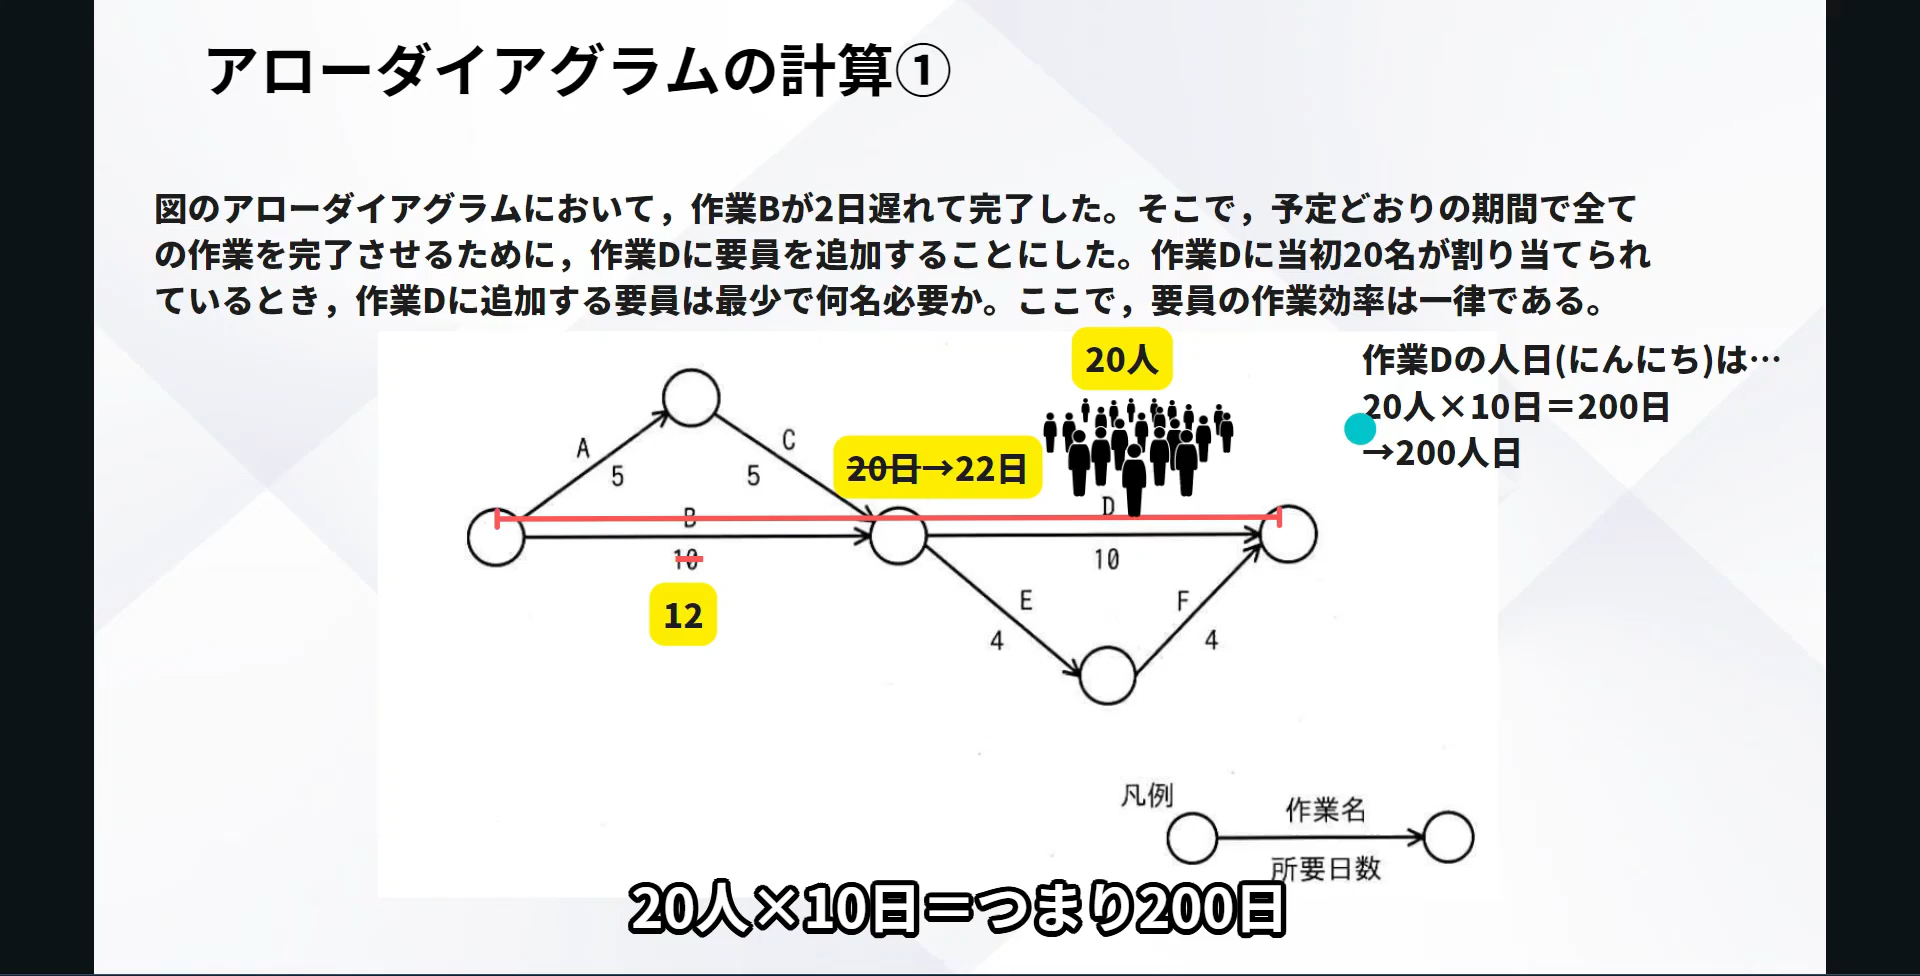 アローダイアグラムの計算①
図のアローダイアグラムにおいて，作業Bが2日遅れて完了した。そこで，予定どおりの期間で全て
の作業を完了させるために，作業Dに要員を追加することにした。作業Dに当初20名が割り当てられ
ているとき，作業Dに追加する要員は最少で何名必要か。ここで，要員の作業効率は一律である。
20人
作業Dの人日(にんにち)は…
20人×10日＝200日
→200人日
A
5
C
5
20日→22日
B
10
12
D
10
E
4
F
4
凡例
作業名
所要日数
20人×10日＝つまり200日